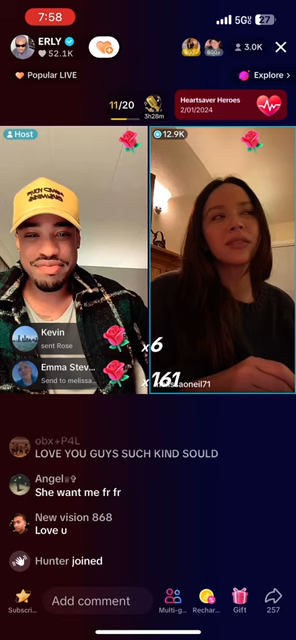 7:58
5G
27
ERLY
52.1K
3.0K
Popular LIVE
Explore >
11/20
3h28m
Heartsaver Heroes
2/01/2024
Host
12.9K
Kevin
sent Rose
x6
Emma Stev...
Send to melissa...
x161
saoneil71
obx+P4L
LOVE YOU GUYS SUCH KIND SOULD
Angel
She want me fr fr
New vision 868
Love u
Hunter joined
Subscri...
Add comment
Multi-g...
Rechar...
Gift
257